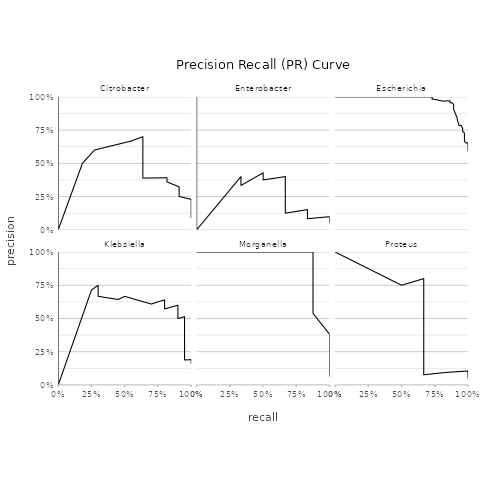 Precision Recall (PR) Curve
Citrobacter Enterobacter Escherichia
100%
75%
50%
25%
0%
Klebsiella Morganella Proteus
100%
75%
50%
25%
0%
0% 25% 50% 75% 100% 0% 25% 50% 75% 100% 0% 25% 50% 75% 100%
precision
recall